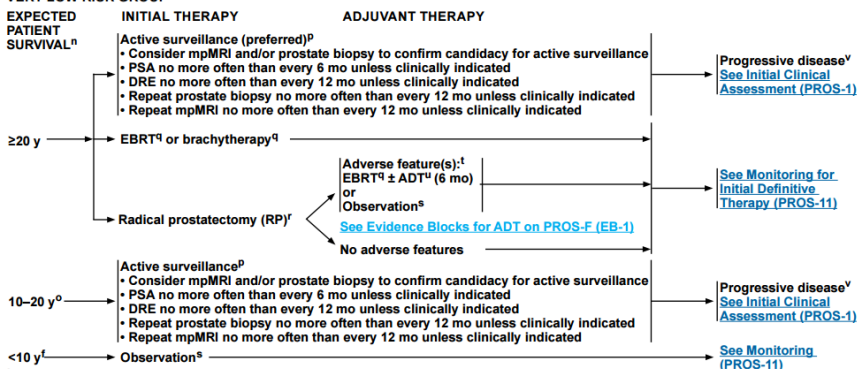 VERY LOW RISK GROUP
EXPECTED PATIENT SURVIVALⁿ
INITIAL THERAPY
ADJUVANT THERAPY
≥20 y
Active surveillance (preferred)ᵖ
• Consider mpMRI and/or prostate biopsy to confirm candidacy for active surveillance
• PSA no more often than every 6 mo unless clinically indicated
• DRE no more often than every 12 mo unless clinically indicated
• Repeat prostate biopsy no more often than every 12 mo unless clinically indicated
• Repeat mpMRI no more often than every 12 mo unless clinically indicated
Progressive diseaseᵛ
See Initial Clinical
Assessment (PROS-1)
EBRT^q or brachytherapy^q
Radical prostatectomy (RP)ʳ
Adverse feature(s):ᵗ
EBRT^q ± ADTᵘ (6 mo)
or
Observationˢ
See Evidence Blocks for ADT on PROS-F (EB-1)
No adverse features
See Monitoring for
Initial Definitive
Therapy (PROS-11)
10–20 yᵒ
Active surveillanceᵖ
• Consider mpMRI and/or prostate biopsy to confirm candidacy for active surveillance
• PSA no more often than every 6 mo unless clinically indicated
• DRE no more often than every 12 mo unless clinically indicated
• Repeat prostate biopsy no more often than every 12 mo unless clinically indicated
• Repeat mpMRI no more often than every 12 mo unless clinically indicated
Progressive diseaseᵛ
See Initial Clinical
Assessment (PROS-1)
<10 yᶠ
Observationˢ
See Monitoring
(PROS-11)